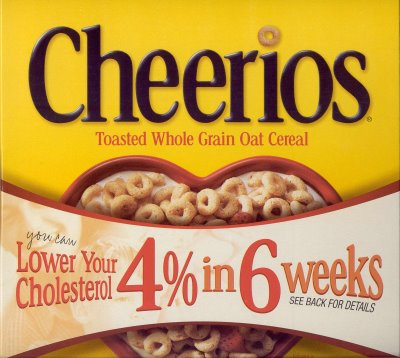 Cheerios®
Toasted Whole Grain Oat Cereal
you can
Lower Your
Cholesterol
4% in 6 weeks
SEE BACK FOR DETAILS